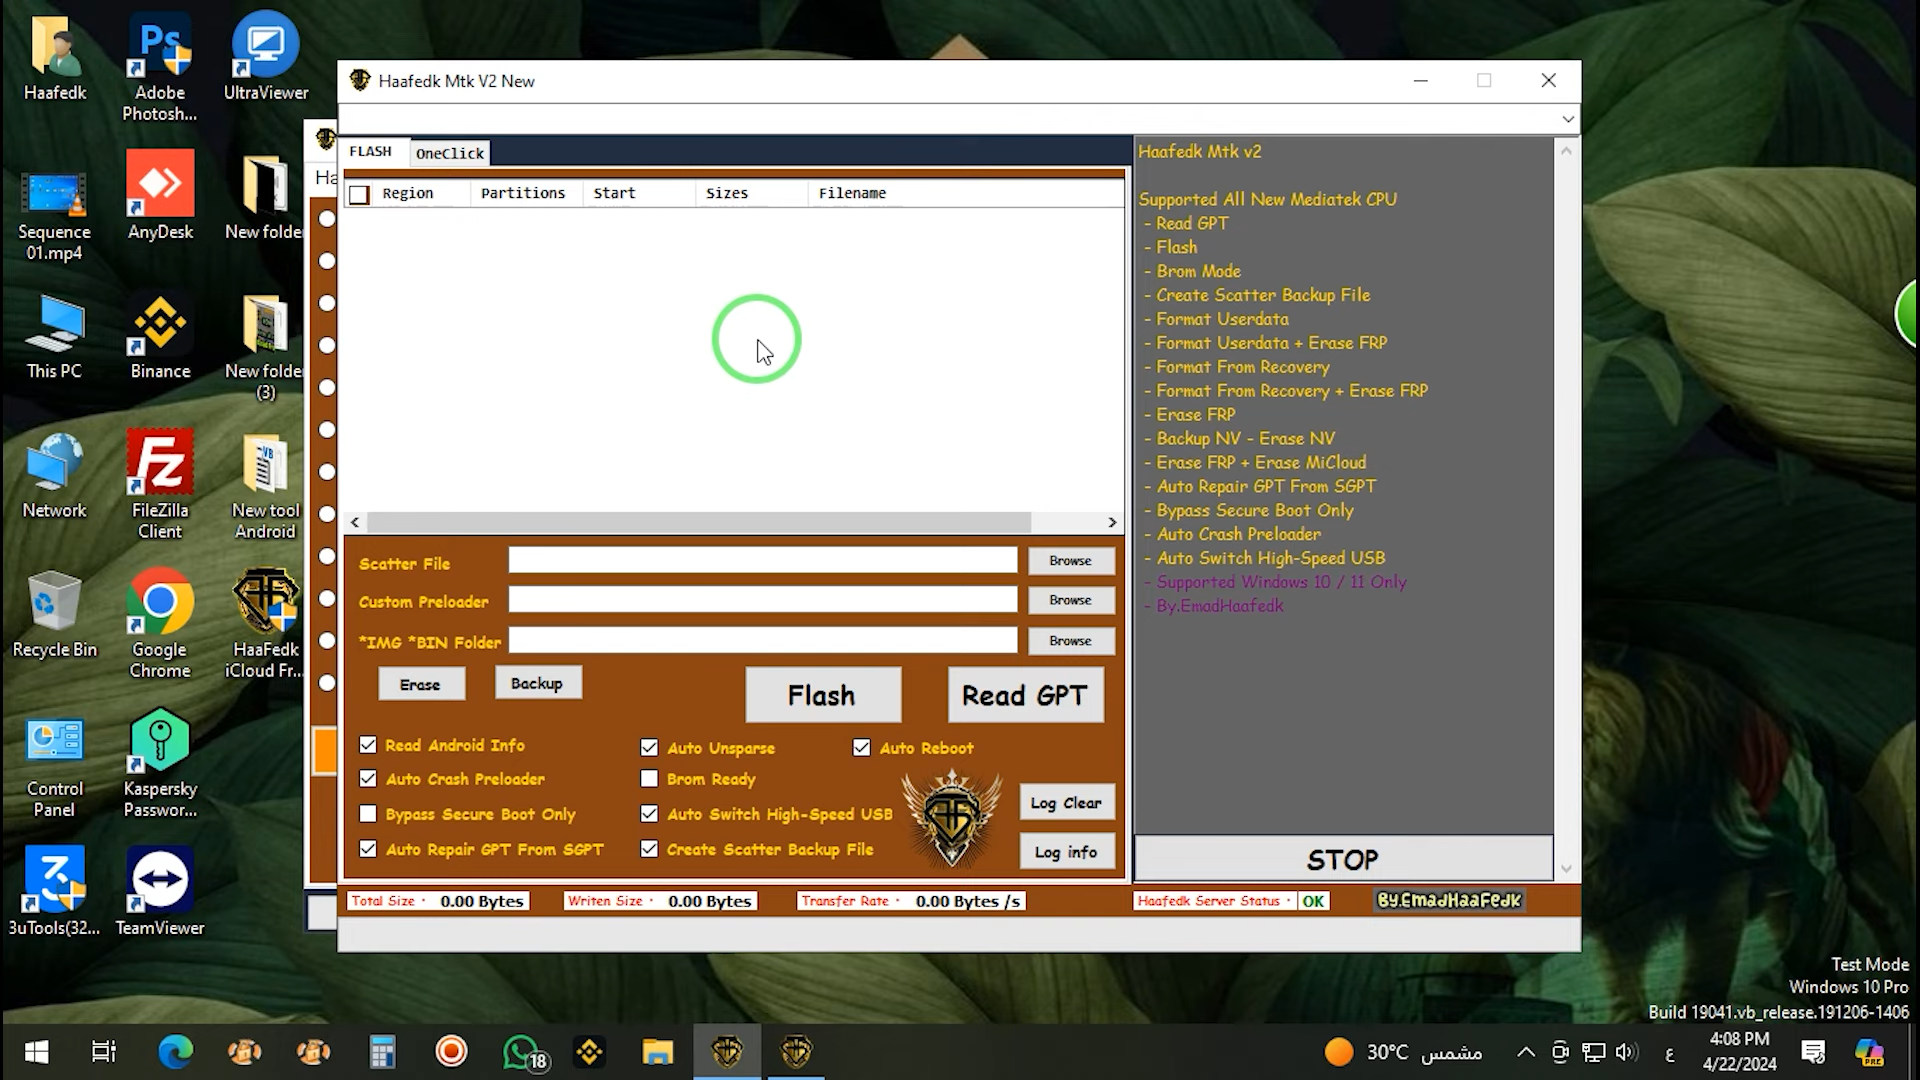 Haafedk
Adobe
Photosh...
UltraViewer
Sequence
01.mp4
AnyDesk
New folde
This PC
Binance
New folde
(3)
Network
FileZilla
Client
New tool
Android
Recycle Bin
Google
Chrome
HaaFedk
iCloud Fr...
Control
Panel
Kaspersky
Passwor...
3uTools(32...
TeamViewer
Ha
Haafedk Mtk V2 New
FLASH
OneClick
Region
Partitions
Start
Sizes
Filename
Scatter File
Browse
Custom Preloader
Browse
*IMG *BIN Folder
Browse
Erase
Backup
Flash
Read GPT
Read Android Info
Auto Unsparse
Auto Reboot
Auto Crash Preloader
Brom Ready
Bypass Secure Boot Only
Auto Switch High-Speed USB
Auto Repair GPT From SGPT
Create Scatter Backup File
Log Clear
Log info
Haafedk Mtk v2
Supported All New Mediatek CPU
- Read GPT
- Flash
- Brom Mode
- Create Scatter Backup File
- Format Userdata
- Format Userdata + Erase FRP
- Format From Recovery
- Format From Recovery + Erase FRP
- Erase FRP
- Backup NV - Erase NV
- Erase FRP + Erase MiCloud
- Auto Repair GPT From SGPT
- Bypass Secure Boot Only
- Auto Crash Preloader
- Auto Switch High-Speed USB
- Supported Windows 10 / 11 Only
- By.EmadHaafedk
STOP
Total Size · 0.00 Bytes
Writen Size · 0.00 Bytes
Transfer Rate · 0.00 Bytes /s
Haafedk Server Status · OK
By.EmadHaaFedk
Test Mode
Windows 10 Pro
Build 19041.vb_release.191206-1406
18
30°C مشمس
ع
4:08 PM
4/22/2024
PRE